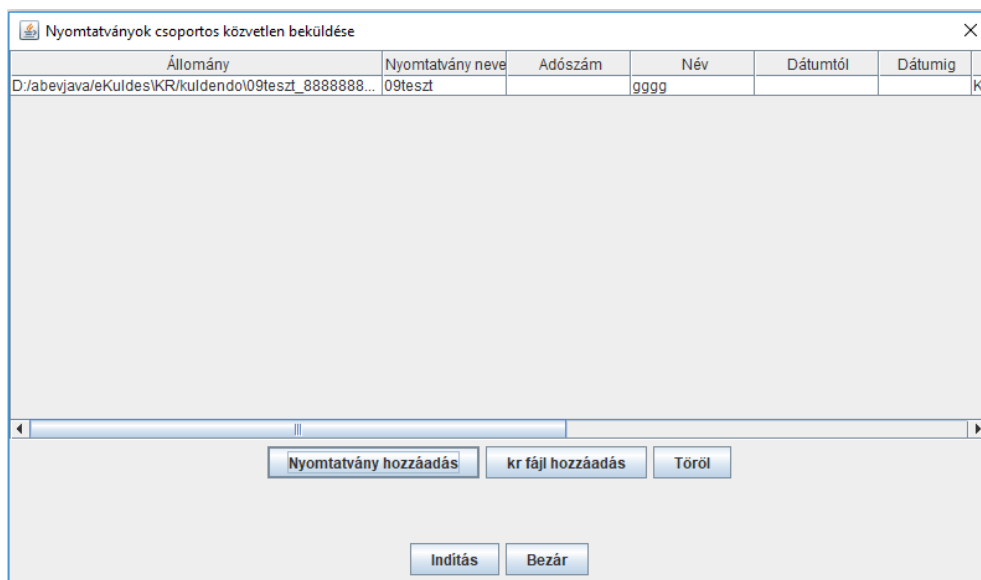 Nyomtatványok csoportos közvetlen beküldése
Állomány Nyomtatvány neve Adószám Név Dátumtól Dátumig
D:/abevjava/eKuldes\KR/kuldendo\09teszt_8888888... 09teszt gggg K
Nyomtatvány hozzáadás kr fájl hozzáadás Töröl
Indítás Bezár